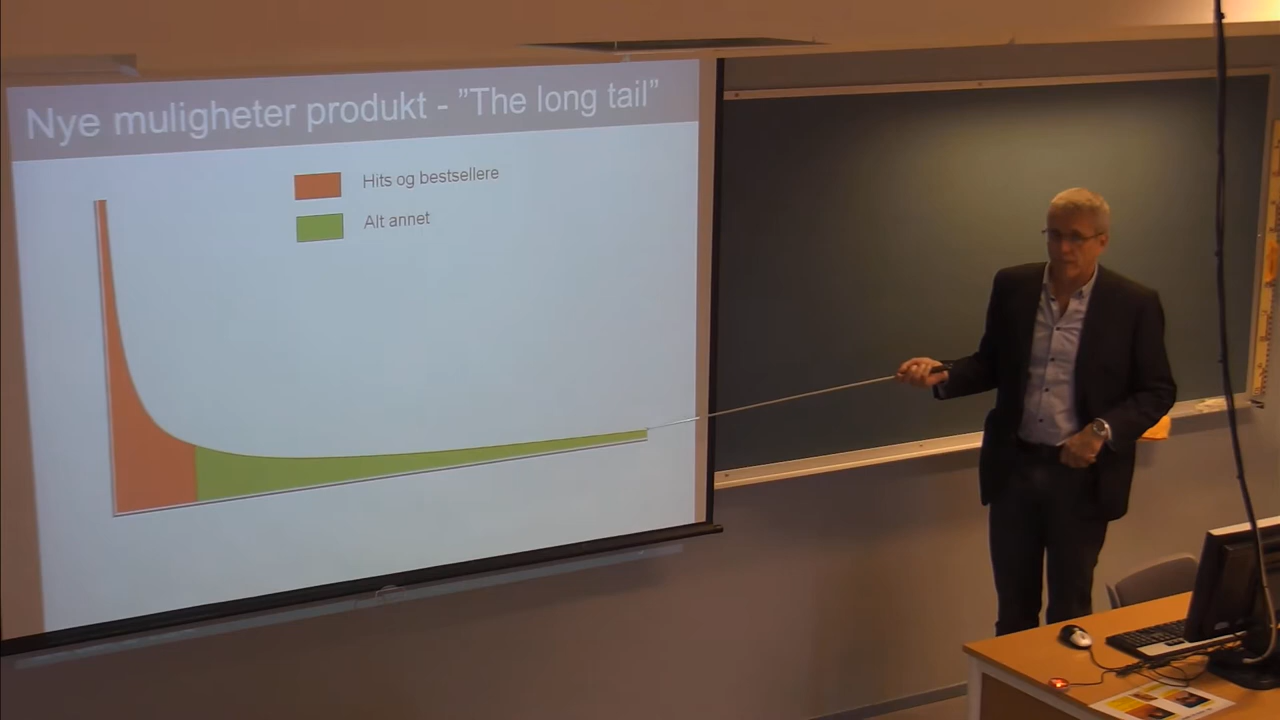 Nye muligheter produkt - ”The long tail”
Hits og bestsellere
Alt annet